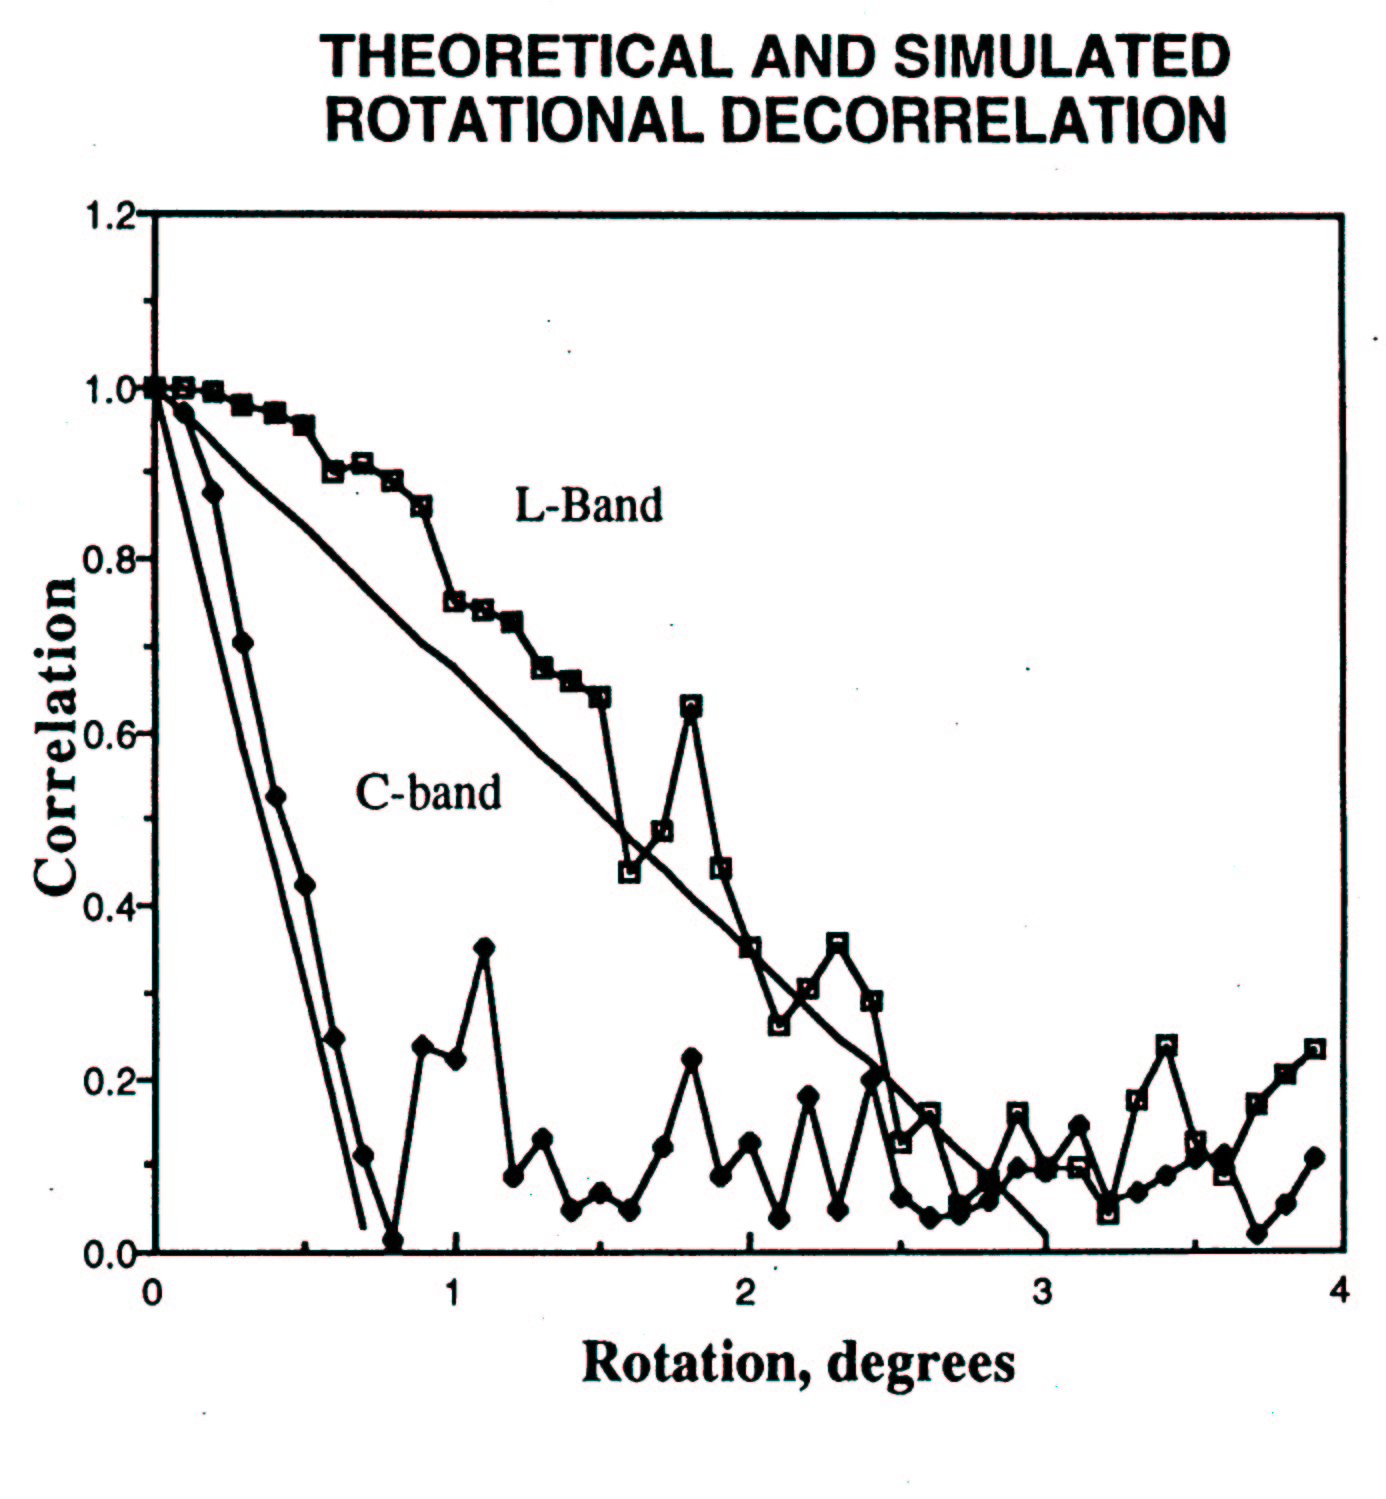 THEORETICAL AND SIMULATED
ROTATIONAL DECORRELATION
1.2
1.0
0.8
0.6
0.4
0.2
0.0
Correlation
L-Band
C-band
0 1 2 3 4
Rotation, degrees